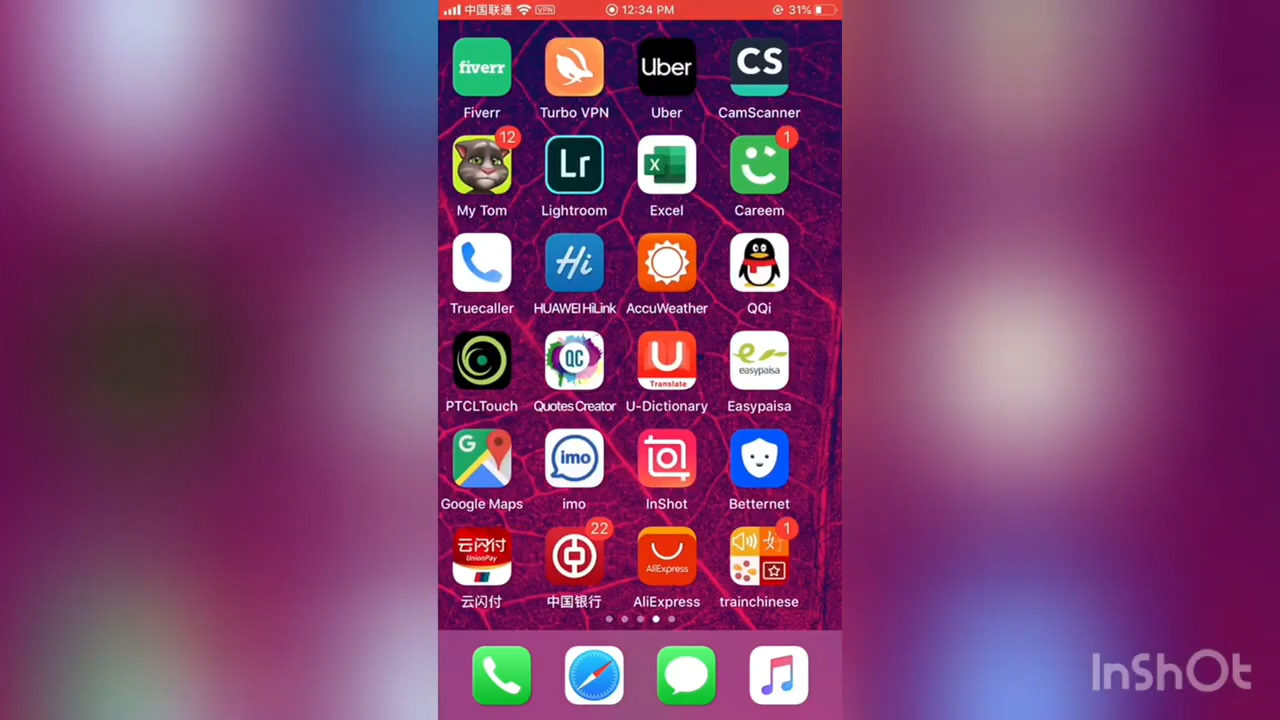 中国联通 VPN 12:34 PM 31%
fiverr Uber CS
Fiverr Turbo VPN Uber CamScanner
12 Lr X 1
My Tom Lightroom Excel Careem
Hi
Truecaller HUAWEI HiLink AccuWeather QQi
QC U Translate easypaisa
PTCLTouch Quotes Creator U-Dictionary Easypaisa
G imo
Google Maps imo InShot Betternet
云闪付 UnionPay 22 AliExpress 1
云闪付 中国银行 AliExpress trainchinese
InShOt